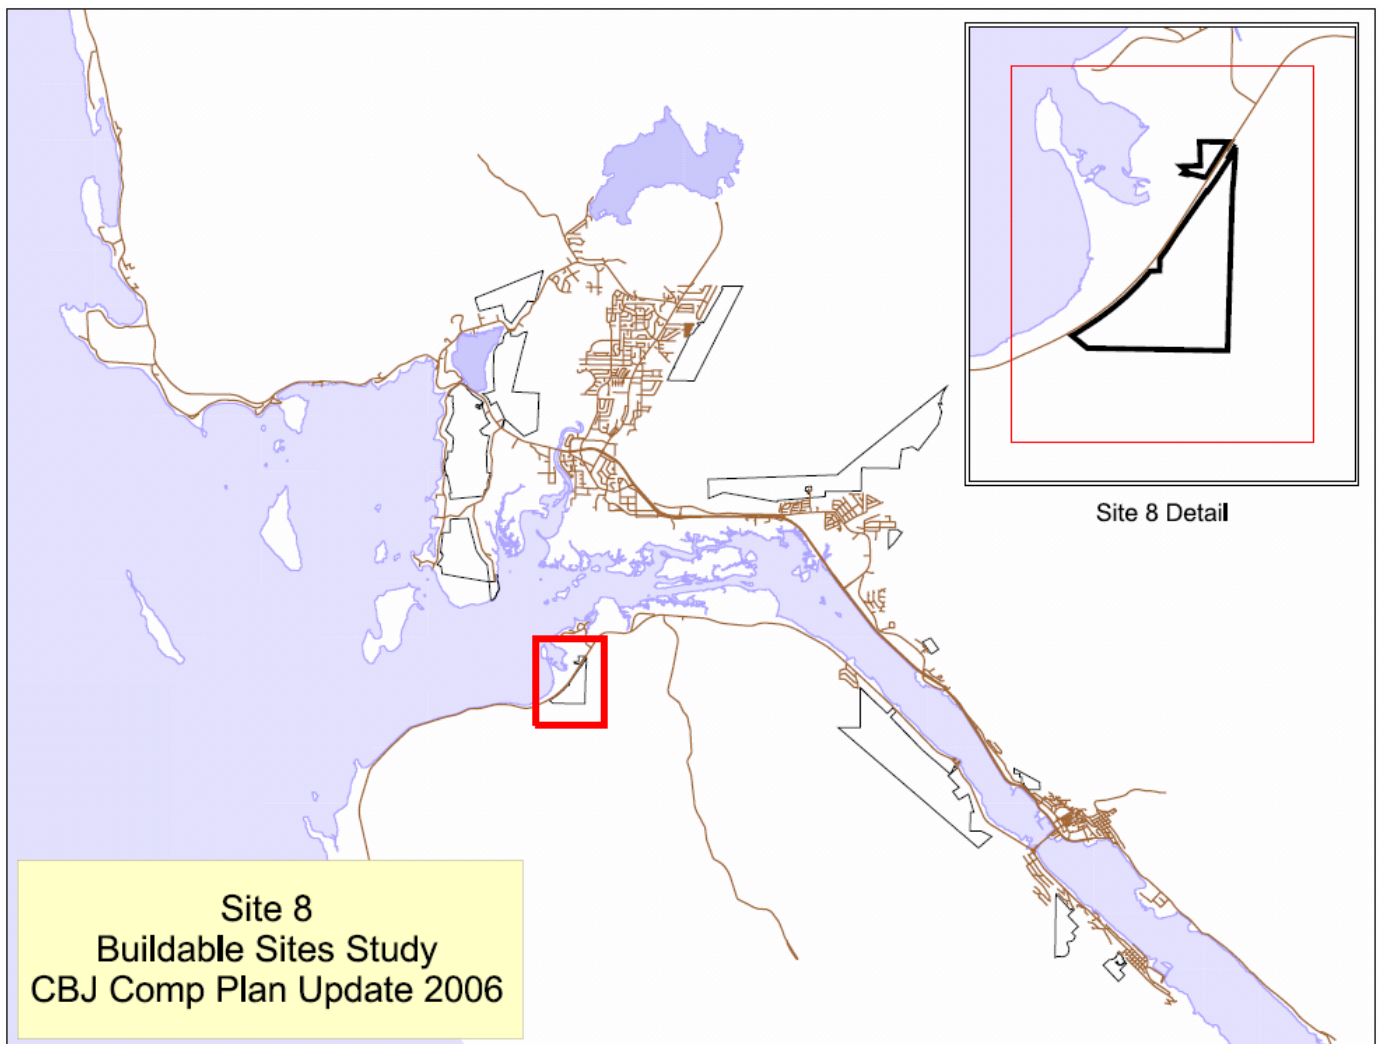 Site 8 Detail
Site 8
Buildable Sites Study
CBJ Comp Plan Update 2006